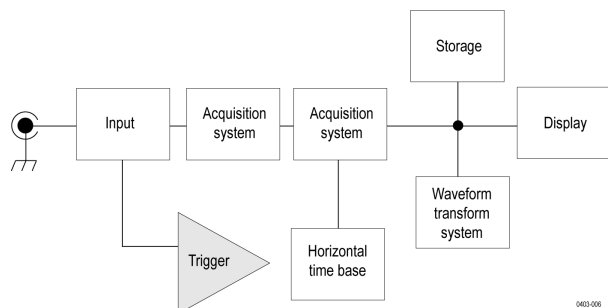 Storage
Input
Acquisition
system
Acquisition
system
Display
Waveform
transform
system
Trigger
Horizontal
time base
0403-006